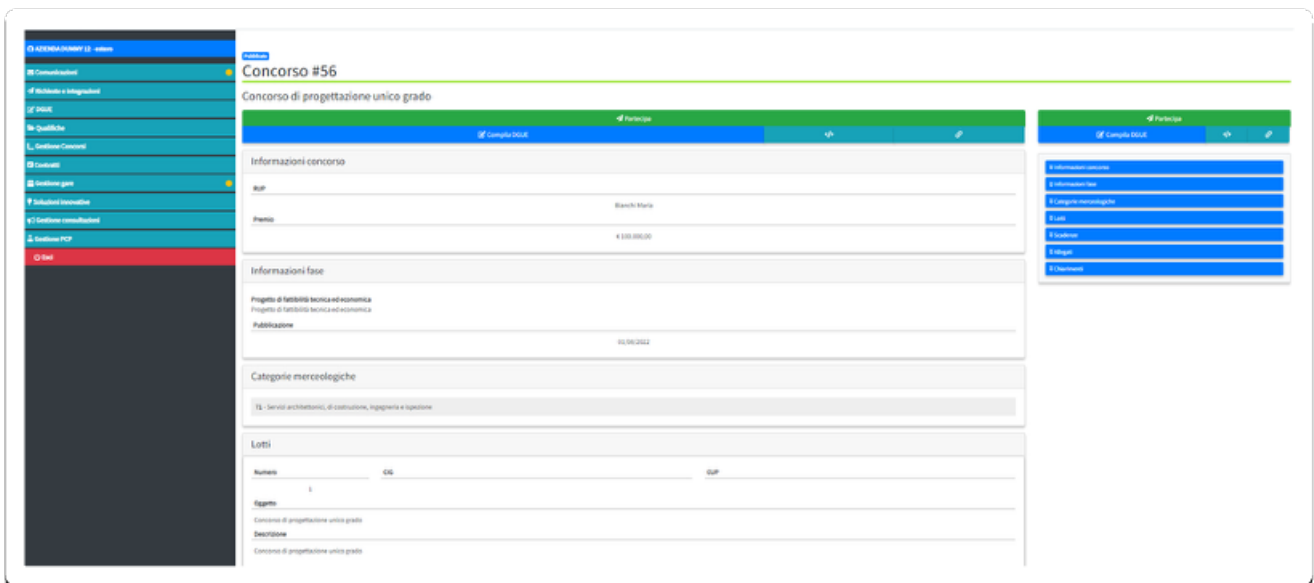 AZIENDA DUMMY 12 - estero
Comunicazioni
Richieste e integrazioni
DGUE
Qualifiche
Gestione Concorsi
Contratti
Gestione gare
Soluzioni innovative
Gestione consultazioni
Gestione PCP
Esci
Pubblicato
Concorso #56
Concorso di progettazione unico grado
Partecipa
Compila DGUE
Informazioni concorso
RUP
Bianchi Maria
Premio
€ 100.000,00
Informazioni fase
Progetto di fattibilità tecnica ed economica
Progetto di fattibilità tecnica ed economica
Pubblicazione
Categorie merceologiche
71 - Servizi architettonici, di costruzione, ingegneria e ispezione
Lotti
Numero CIG CUP
1
Oggetto
Concorso di progettazione unico grado
Descrizione
Concorso di progettazione unico grado
Partecipa
Compila DGUE
Informazioni concorso
Informazioni fase
Categorie merceologiche
Lotti
Scadenze
Allegati
Chiarimenti